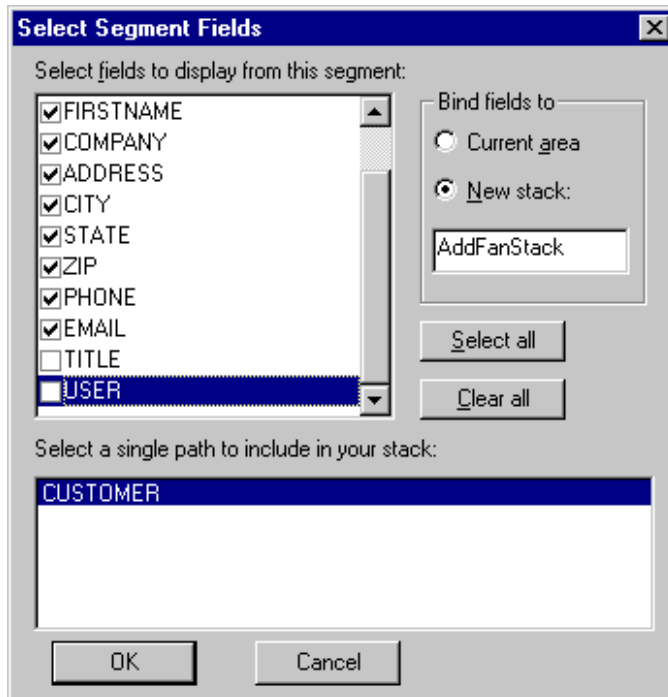 Select Segment Fields
Select fields to display from this segment:
FIRSTNAME
COMPANY
ADDRESS
CITY
STATE
ZIP
PHONE
EMAIL
TITLE
USER
Bind fields to
Current area
New stack:
AddFanStack
Select all
Clear all
Select a single path to include in your stack:
CUSTOMER
OK
Cancel